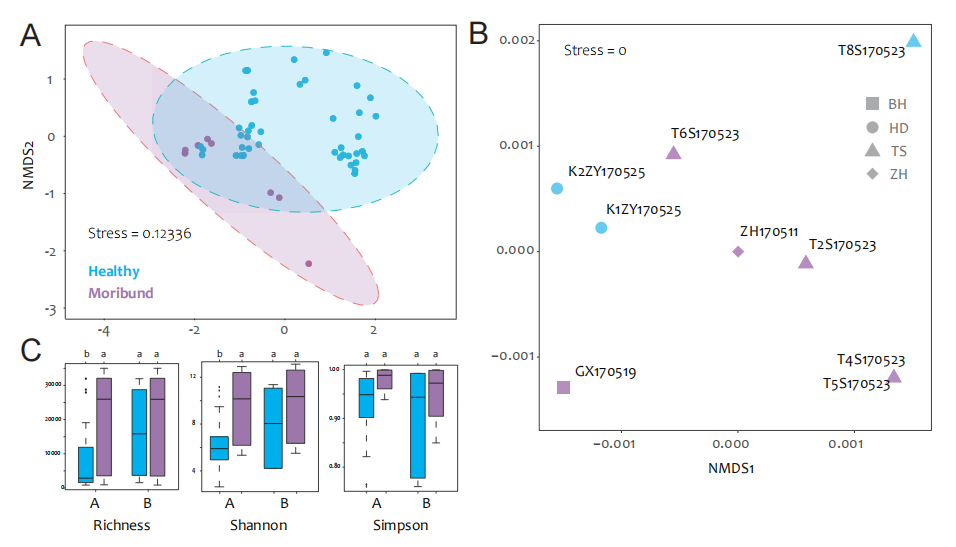 A
1
0
-1
-2
-3
NMDS2
Stress = 0.12336
Healthy
Moribund
-4
-2
0
2
B
0.002
0.001
0.000
−0.001
Stress = 0
T8S170523
BH
HD
TS
ZH
T6S170523
K2ZY170525
K1ZY170525
ZH170511
T2S170523
T4S170523
T5S170523
GX170519
−0.001
0.000
0.001
NMDS1
C
b a a a
30000
20000
10000
0
A B
Richness
b a a a
12
8
4
A B
Shannon
a a a a
1.00
0.90
0.80
A B
Simpson